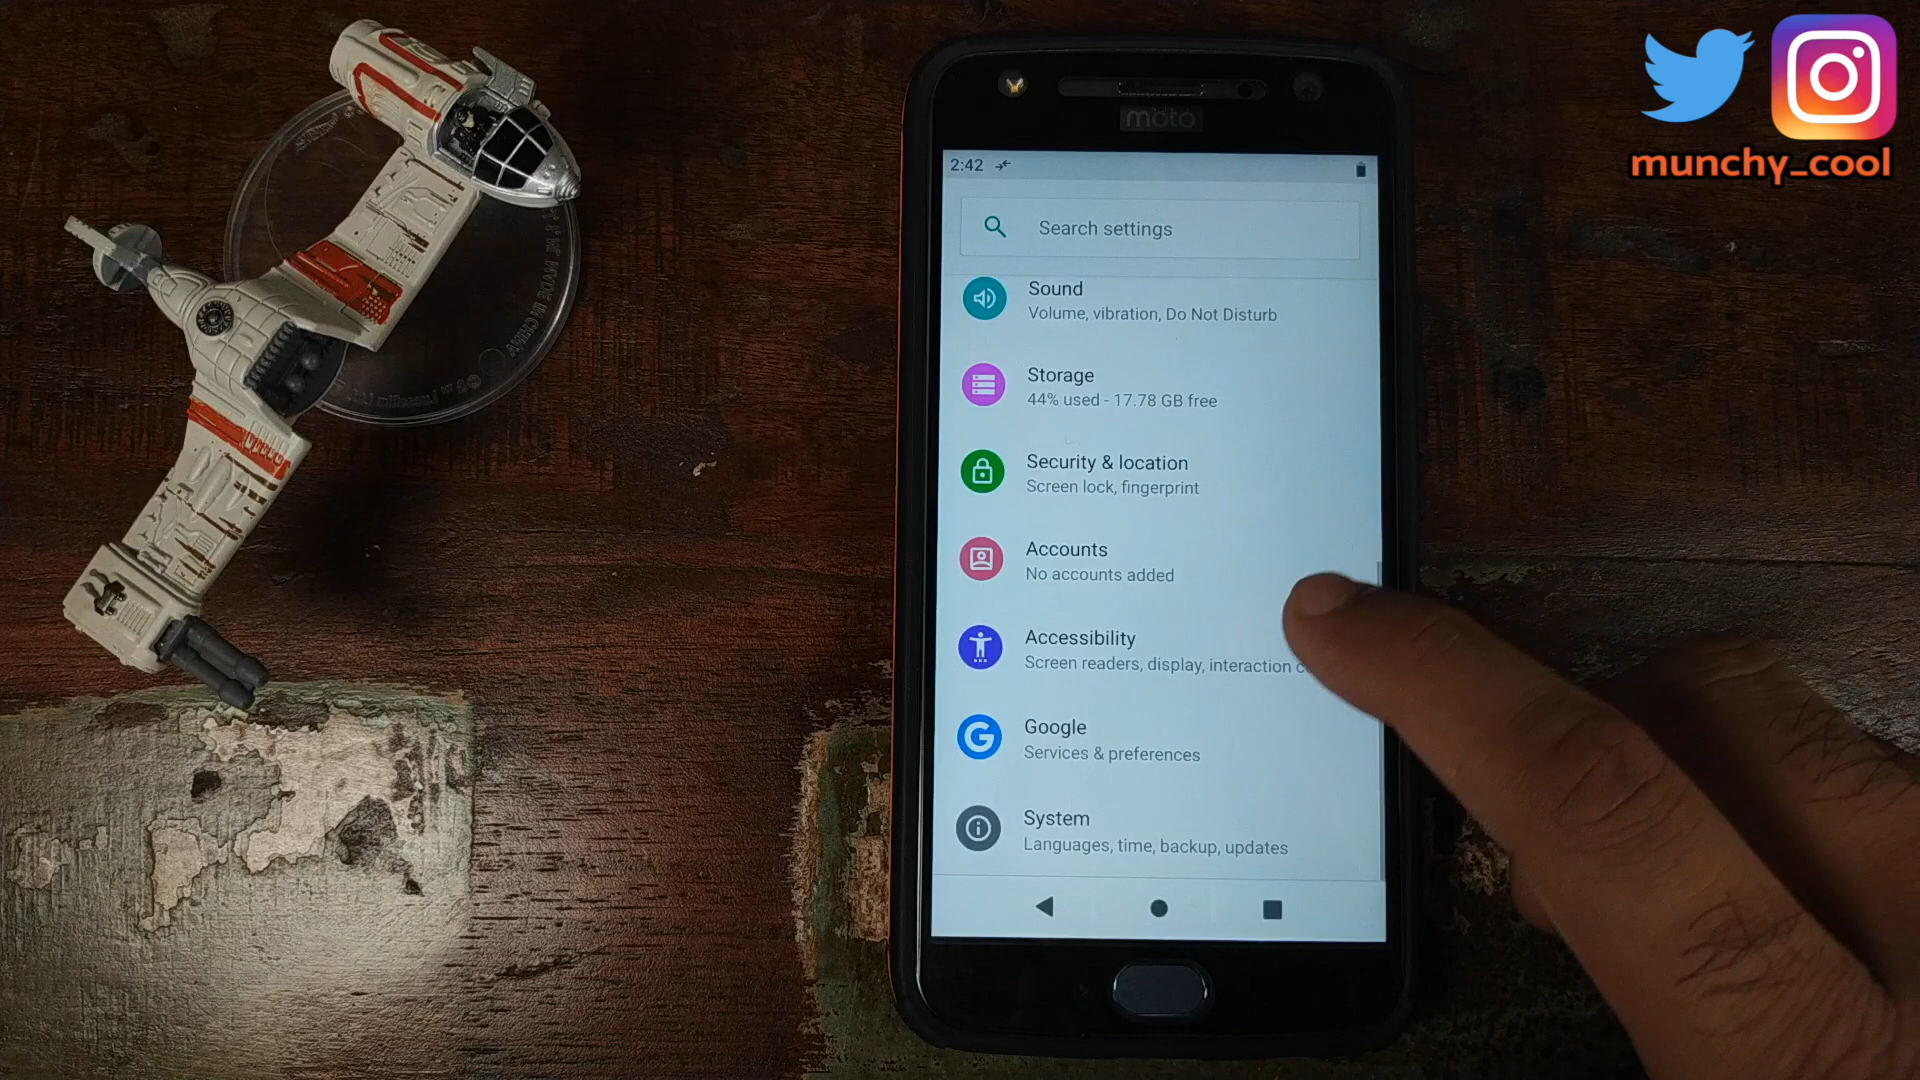 munchy_cool
moto
2:42
Search settings
Sound
Volume, vibration, Do Not Disturb
Storage
44% used - 17.78 GB free
Security & location
Screen lock, fingerprint
Accounts
No accounts added
Accessibility
Screen readers, display, interaction
Google
Services & preferences
System
Languages, time, backup, updates